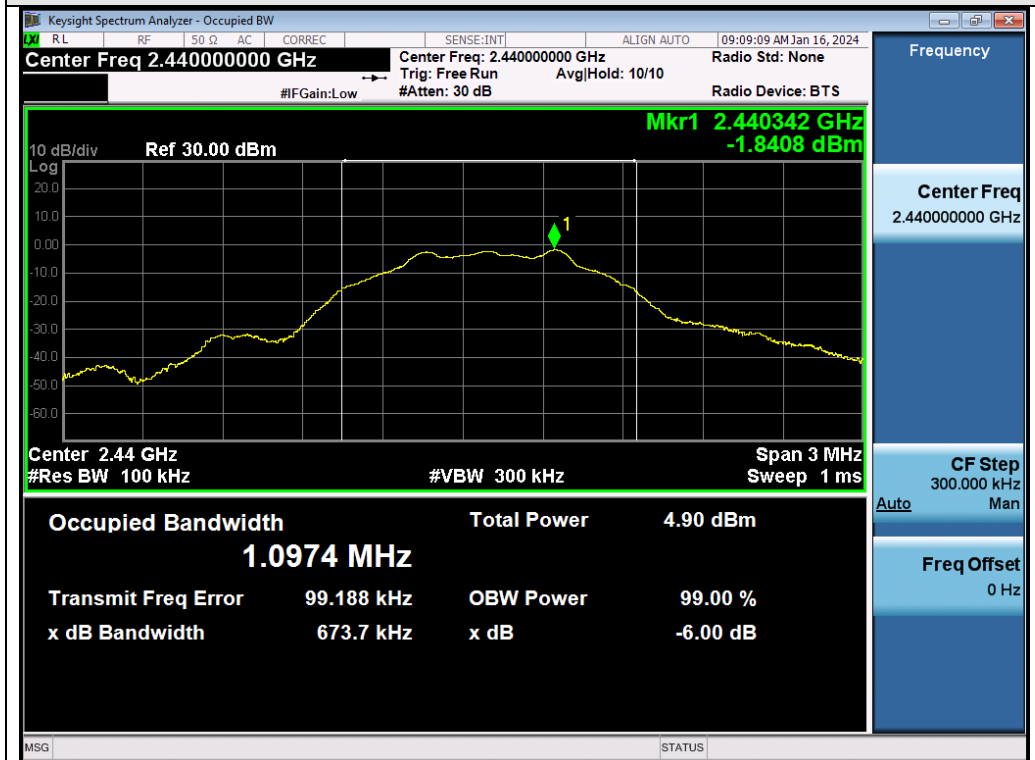 Keysight Spectrum Analyzer - Occupied BW
LXI RL RF 50 Ω AC CORREC SENSE:INT ALIGN AUTO 09:09:09 AM Jan 16, 2024
Center Freq 2.440000000 GHz
Center Freq: 2.440000000 GHz
Radio Std: None
Trig: Free Run Avg|Hold: 10/10
#IFGain:Low
#Atten: 30 dB
Radio Device: BTS
Mkr1 2.440342 GHz
-1.8408 dBm
10 dB/div Ref 30.00 dBm
Log
20.0
10.0
1
0.00
-10.0
-20.0
-30.0
-40.0
-50.0
-60.0
Center 2.44 GHz Span 3 MHz
#Res BW 100 kHz #VBW 300 kHz Sweep 1 ms
Occupied Bandwidth Total Power 4.90 dBm
1.0974 MHz
Transmit Freq Error 99.188 kHz OBW Power 99.00 %
x dB Bandwidth 673.7 kHz x dB -6.00 dB
Frequency
Center Freq
2.440000000 GHz
CF Step
300.000 kHz
Auto Man
Freq Offset
0 Hz
MSG STATUS